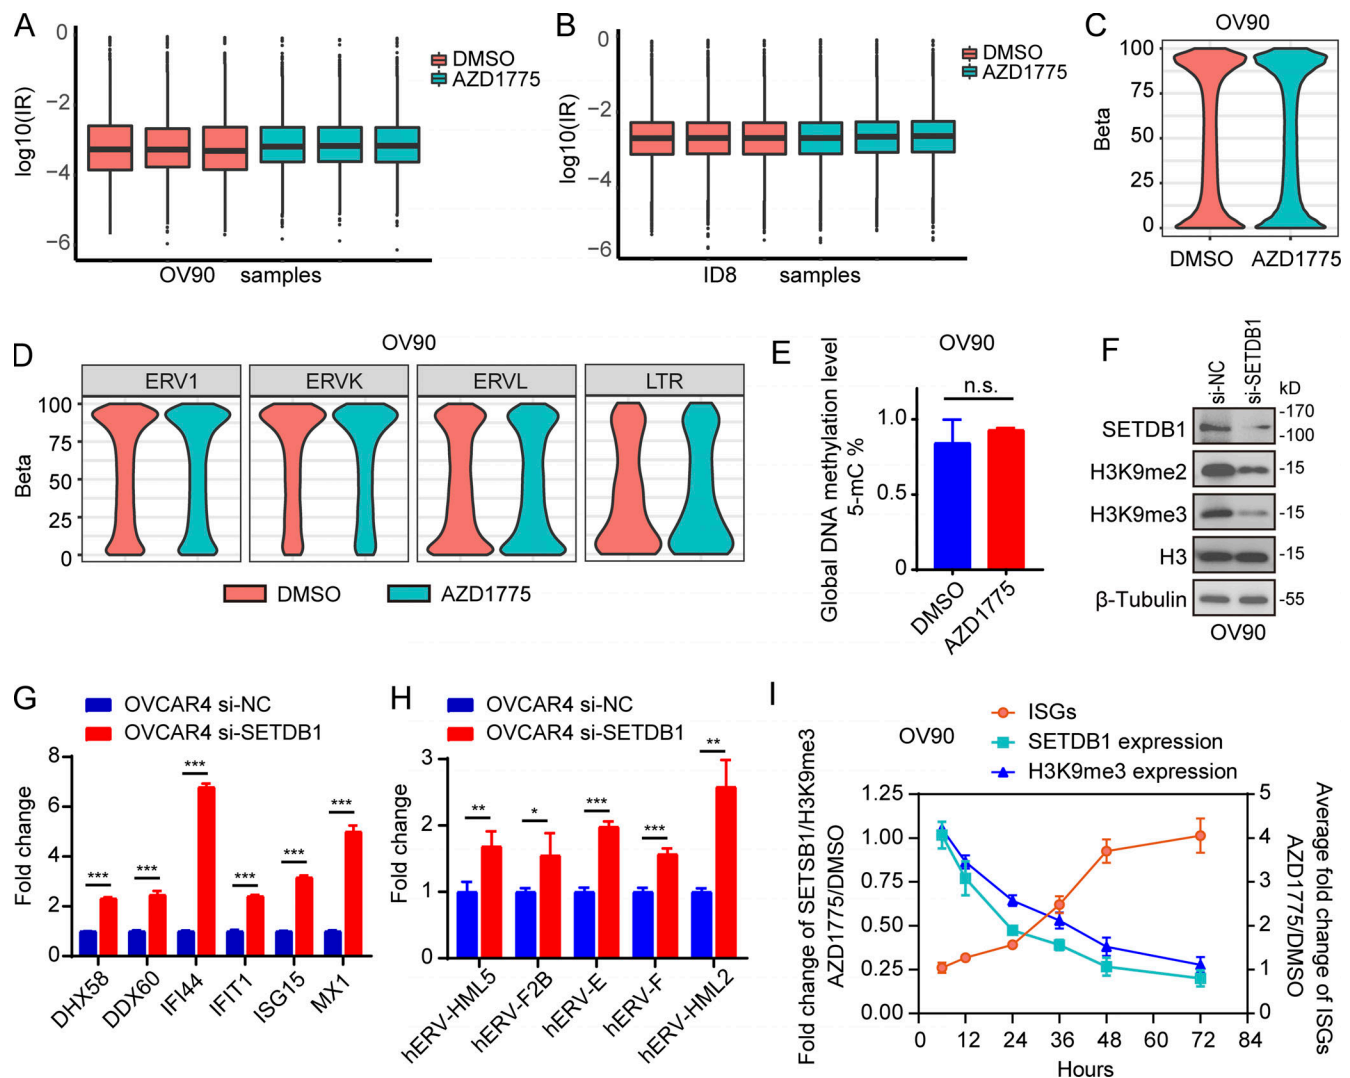 A
0
−2
−4
−6
log10(IR)
DMSO
AZD1775
OV90 samples
B
0
−2
−4
−6
log10(IR)
DMSO
AZD1775
ID8 samples
C
OV90
100
75
50
25
0
Beta
DMSO AZD1775
D
OV90
ERV1 ERVK ERVL LTR
100
75
50
25
0
Beta
DMSO AZD1775
E
OV90
n.s.
1.0
0.5
0
Global DNA methylation level
5-mC %
DMSO
AZD1775
F
si-NC
si-SETDB1
kD
SETDB1
-170
-100
H3K9me2 -15
H3K9me3 -15
H3 -15
β-Tubulin -55
OV90
G
OVCAR4 si-NC
OVCAR4 si-SETDB1
8
6
4
2
0
Fold change
*** *** *** *** *** ***
DHX58
DDX60
IFI44
IFIT1
ISG15
MX1
H
OVCAR4 si-NC
OVCAR4 si-SETDB1
3
2
1
0
Fold change
** * *** *** **
hERV-HML5
hERV-F2B
hERV-E
hERV-F
hERV-HML2
I
OV90
ISGs
SETDB1 expression
H3K9me3 expression
Fold change of SETSB1/H3K9me3
AZD1775/DMSO
1.25
1.00
0.75
0.50
0.25
0.00
5
4
3
2
1
0
Average fold change of ISGs
AZD1775/DMSO
0 12 24 36 48 60 72 84
Hours